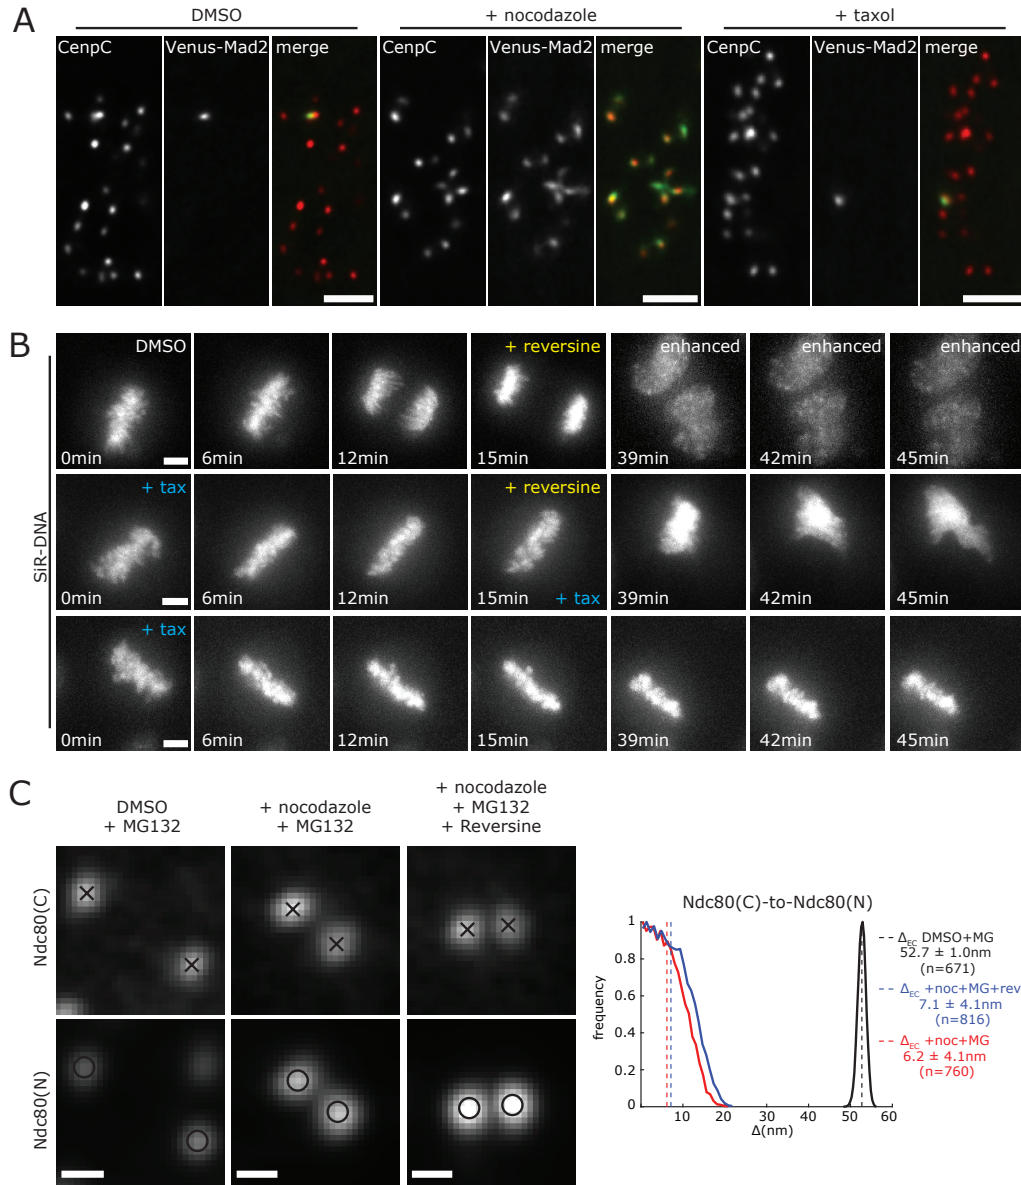 A
DMSO
+ nocodazole
+ taxol
CenpC
Venus-Mad2
merge
CenpC
Venus-Mad2
merge
CenpC
Venus-Mad2
merge
B
SiR-DNA
DMSO
+ reversine
enhanced
enhanced
enhanced
0min
6min
12min
15min
39min
42min
45min
+ tax
+ reversine
0min
6min
12min
15min
+ tax
39min
42min
45min
+ tax
0min
6min
12min
15min
39min
42min
45min
C
DMSO
+ MG132
+ nocodazole
+ MG132
+ nocodazole
+ MG132
+ Reversine
Ndc80(C)
Ndc80(N)
Ndc80(C)-to-Ndc80(N)
frequency
1
0.8
0.6
0.4
0.2
0
10
20
30
40
50
60
Δ(nm)
ΔEC DMSO+MG
52.7 ± 1.0nm
(n=671)
ΔEC +noc+MG+rev
7.1 ± 4.1nm
(n=816)
ΔEC +noc+MG
6.2 ± 4.1nm
(n=760)